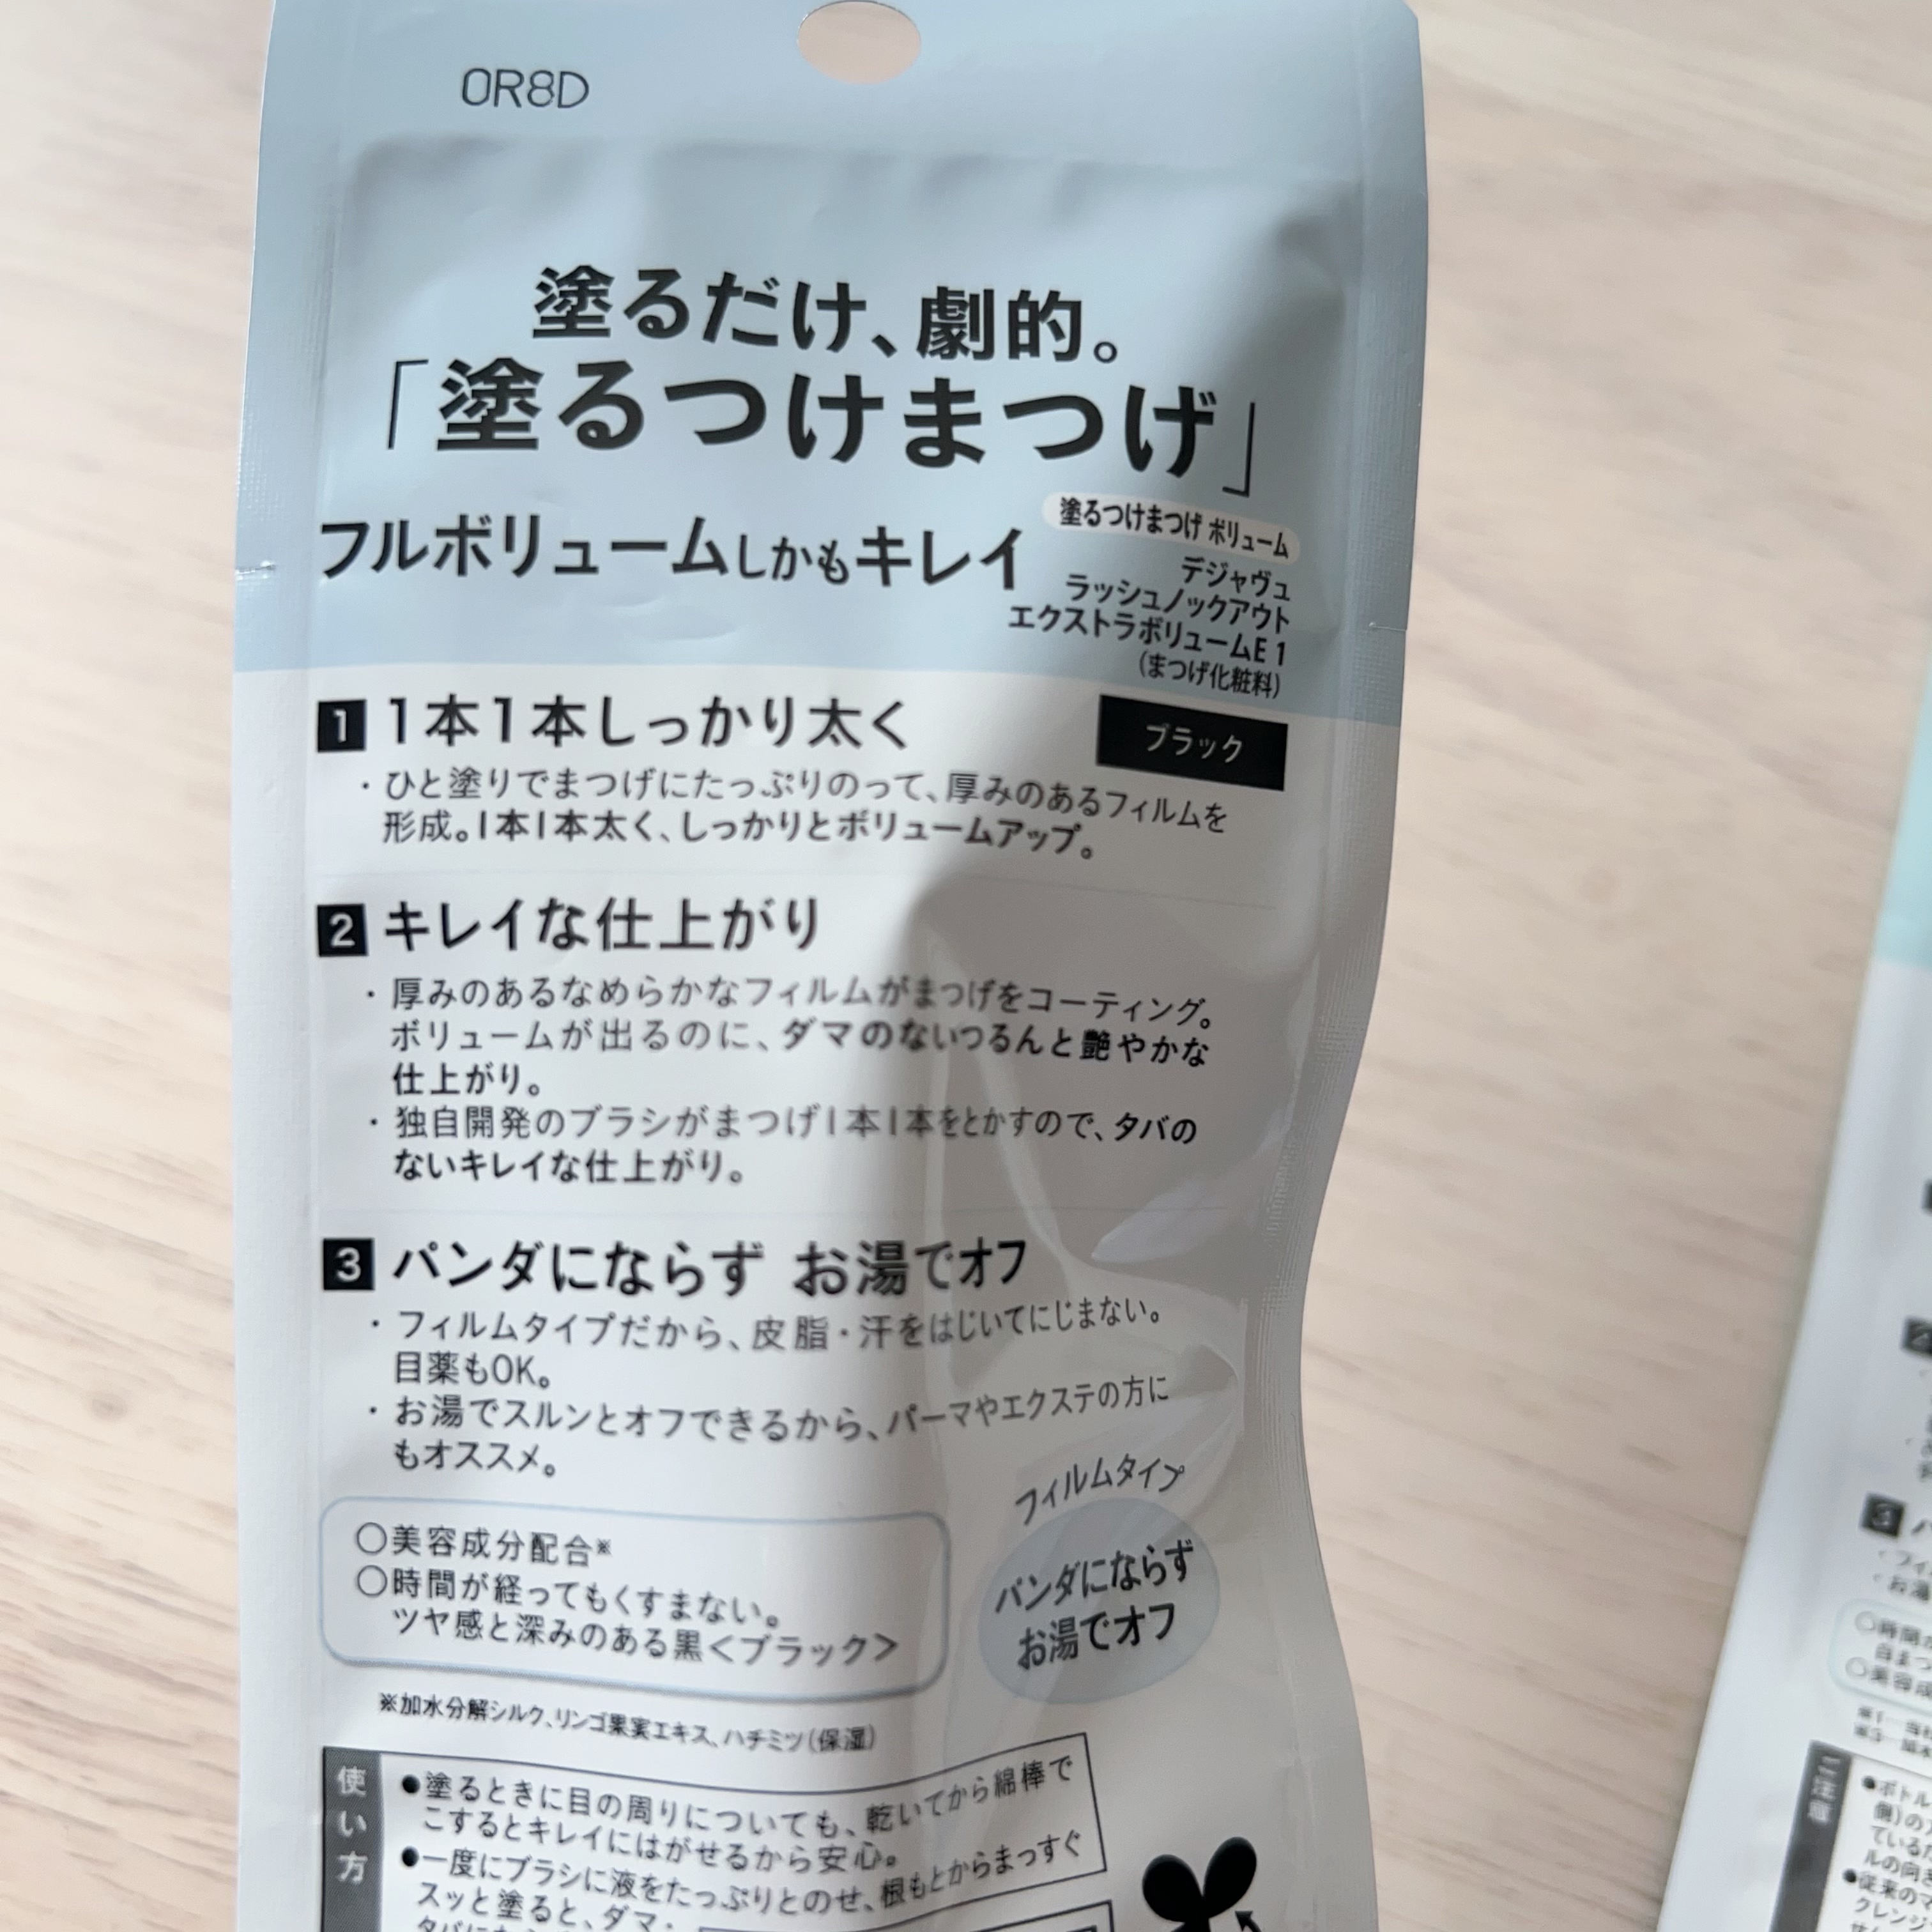 0R8D
塗るだけ、劇的。
「塗るつけまつげ」
フルボリュームしかもキレイ
塗るつけまつげ ボリューム
デジャヴュ
ラッシュノックアウト
エクストラボリュームE 1
(まつげ化粧料)
ブラック
1 1本1本しっかり太く
・ひと塗りでまつげにたっぷりのって、厚みのあるフィルムを
形成。1本1本太く、しっかりとボリュームアップ。
2 キレイな仕上がり
・厚みのあるなめらかなフィルムがまつげをコーティング。
ボリュームが出るのに、ダマのないつるんと艶やかな
仕上がり。
・独自開発のブラシがまつげ1本1本をとかすので、タバの
ないキレイな仕上がり。
3 パンダにならず お湯でオフ
・フィルムタイプだから、皮脂・汗をはじいてにじまない。
目薬もOK。
・お湯でスルンとオフできるから、パーマやエクステの方に
もオススメ。
フィルムタイプ
パンダにならず
お湯でオフ
○美容成分配合※
○時間が経ってもくすまない。
ツヤ感と深みのある黒<ブラック>
※加水分解シルク、リンゴ果実エキス、ハチミツ(保湿)
使い方
●塗るときに目の周りについても、乾いてから綿棒で
こするとキレイにはがせるから安心。
●一度にブラシに液をたっぷりとのせ、根もとからまっすぐ
スッと塗ると、ダマ・
2
3
ご注意